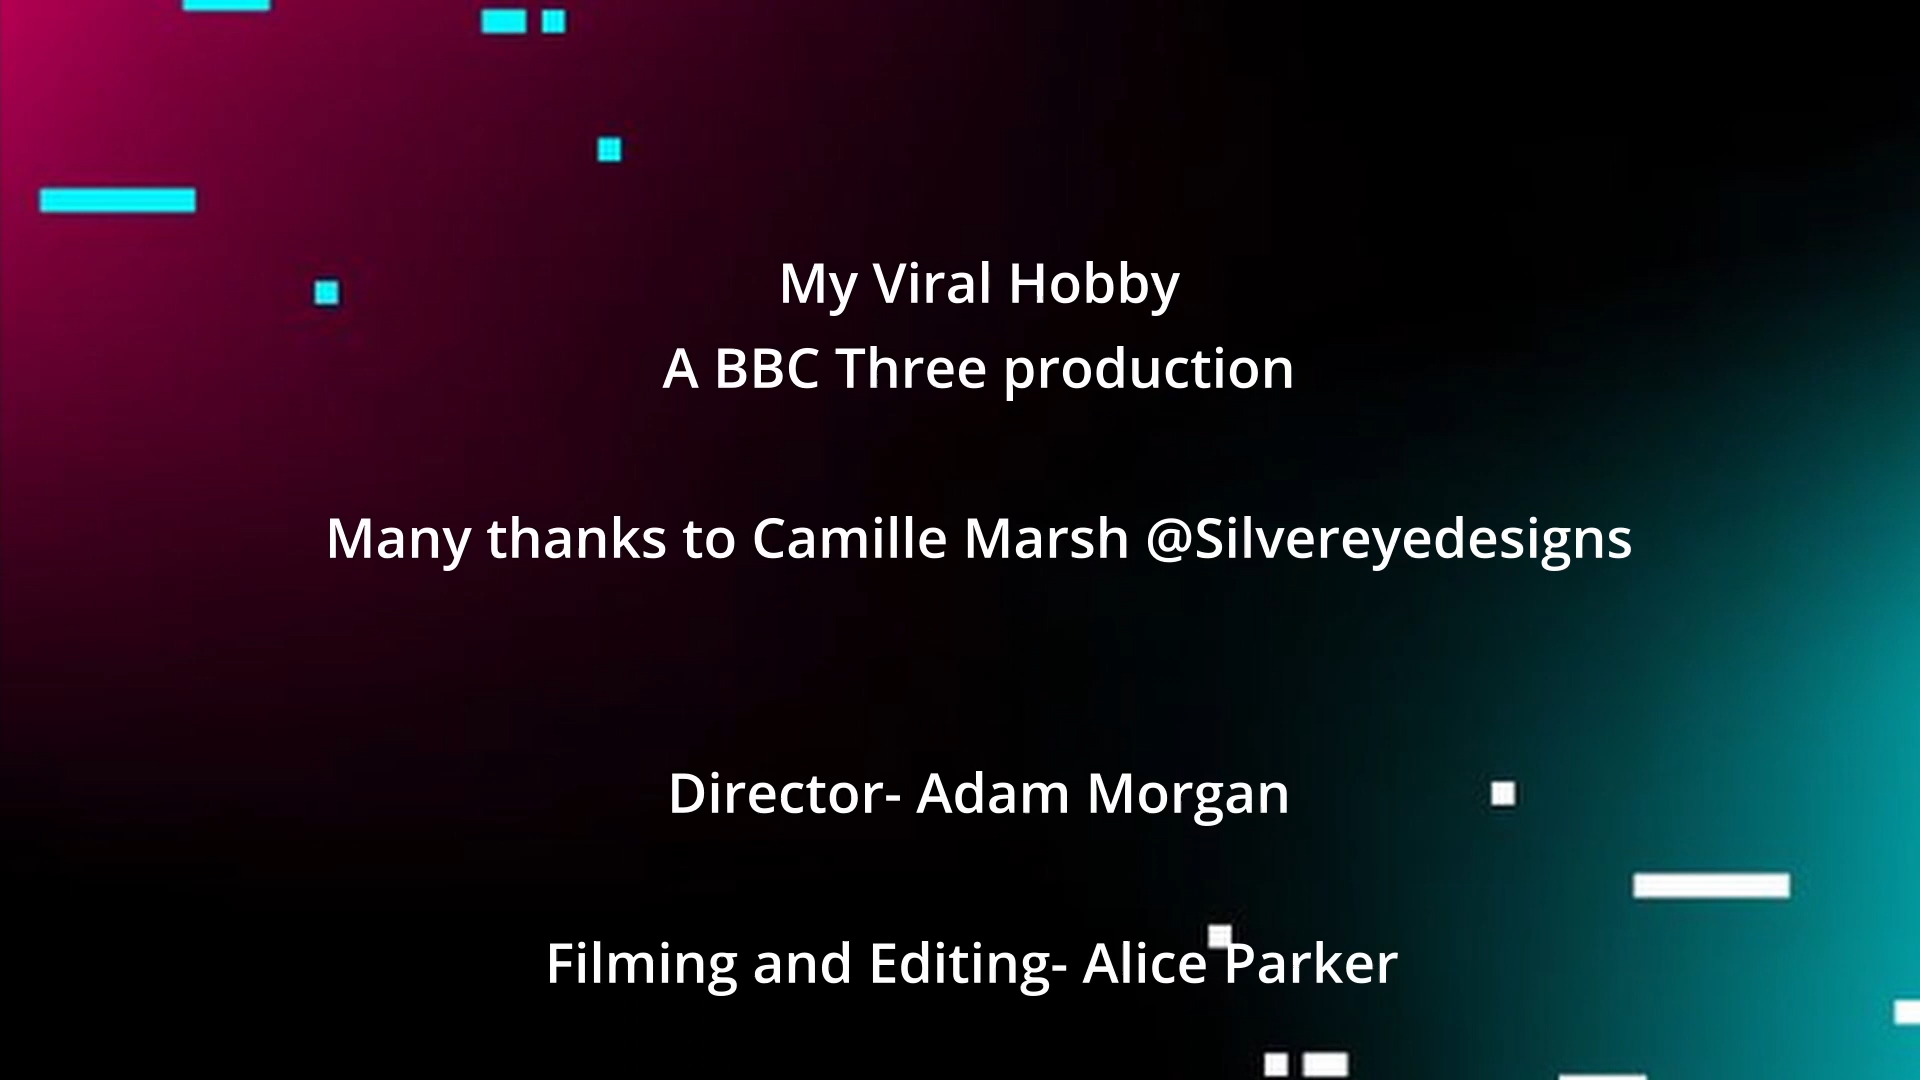 My Viral Hobby
A BBC Three production
Many thanks to Camille Marsh @Silvereyedesigns
Director- Adam Morgan
Filming and Editing- Alice Parker